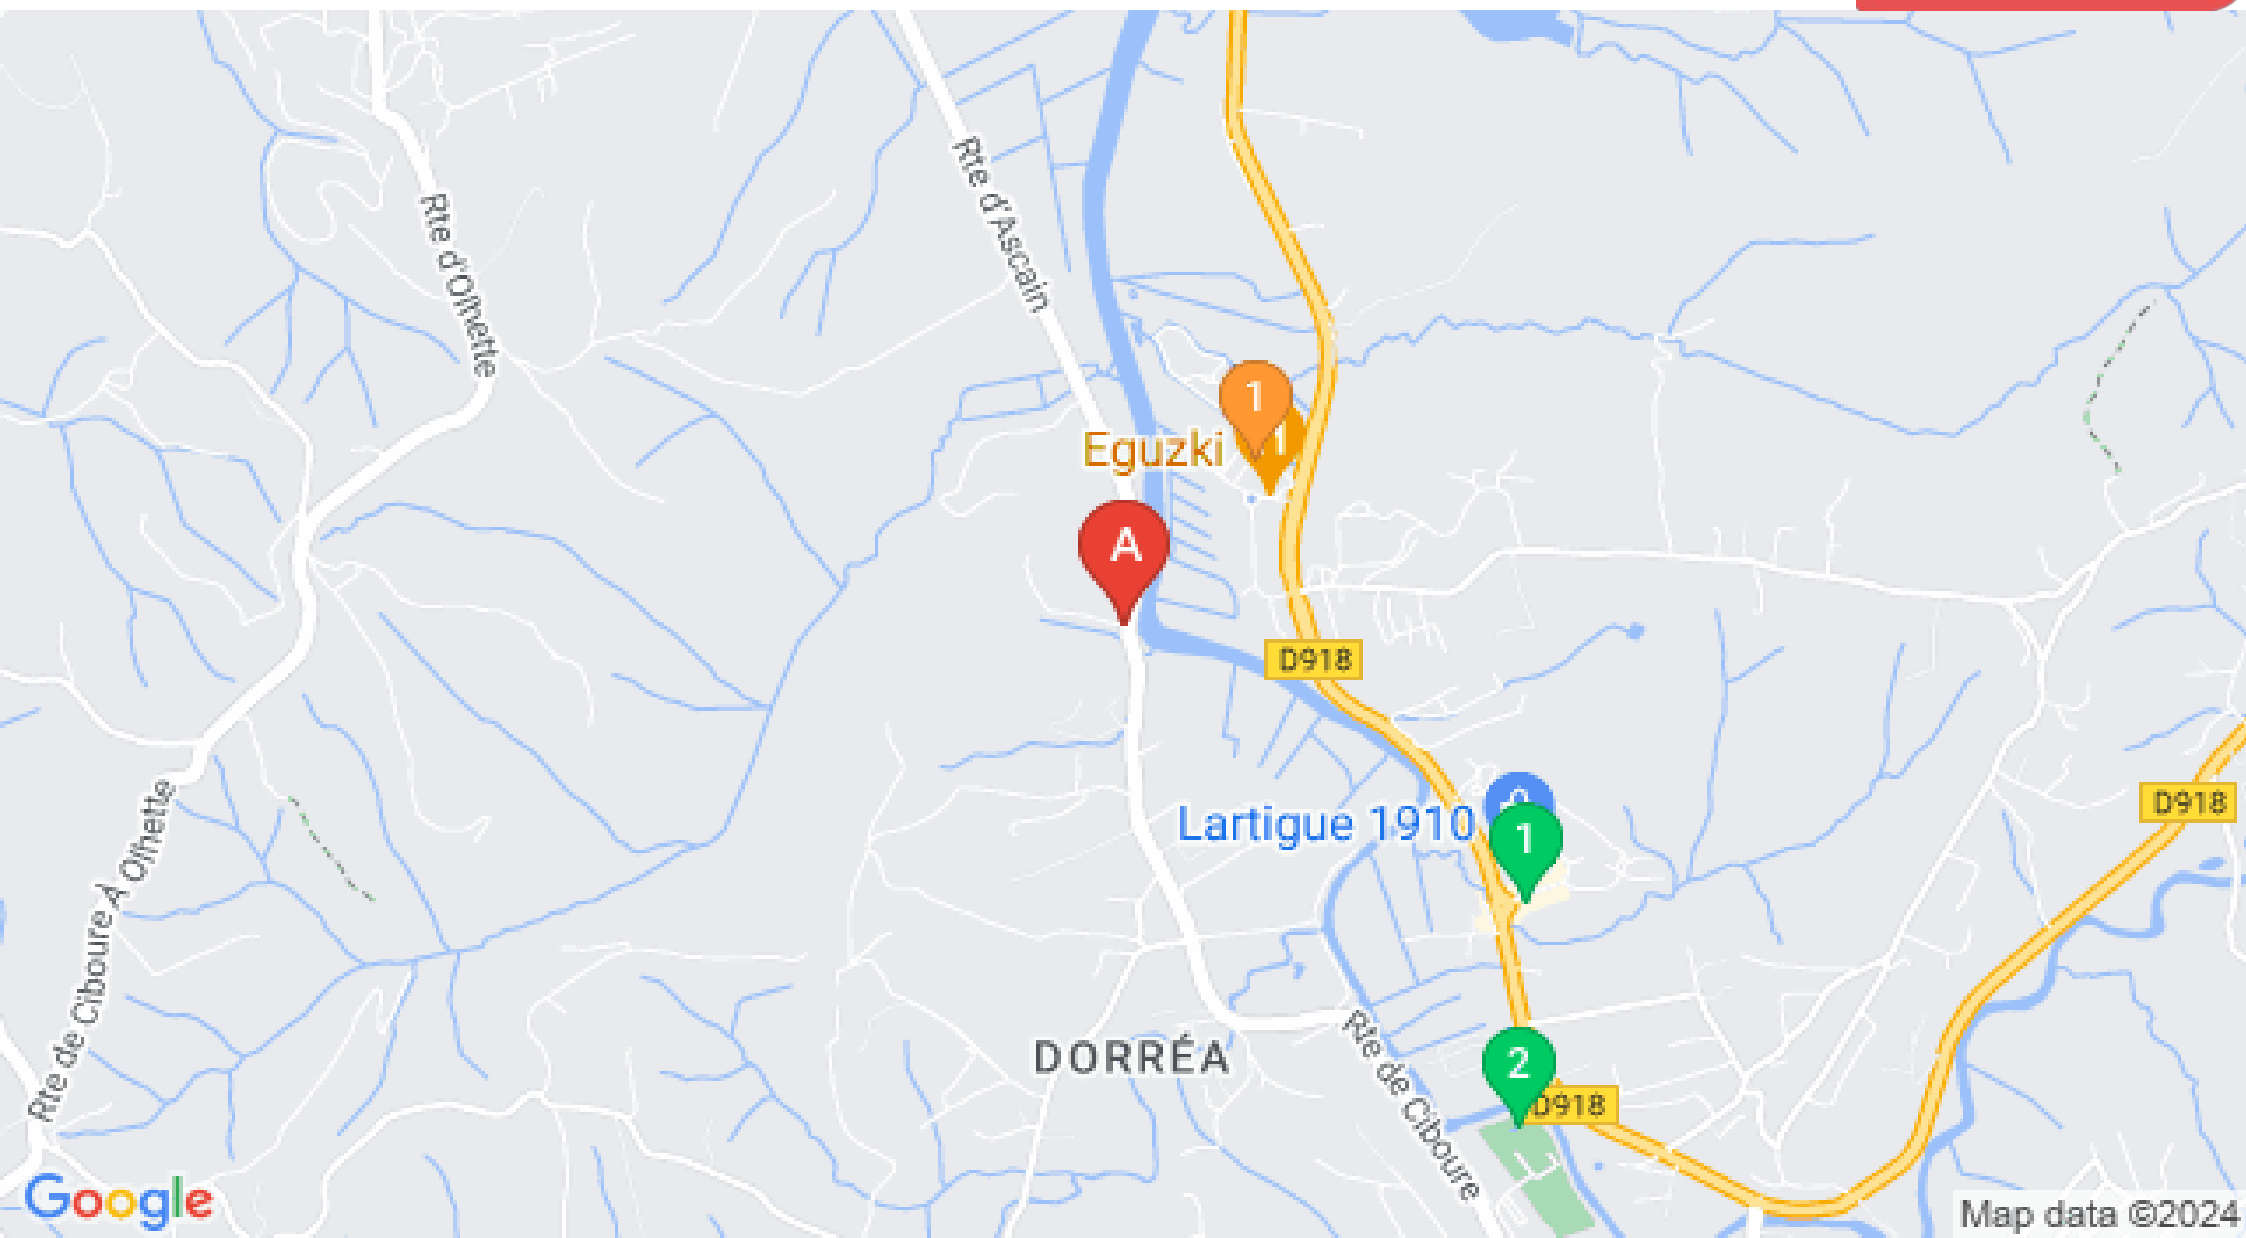 Rte d'Ascain
Rte d'Olhette
1
1
Eguzki
A
D918
D918
Lartigue 1910
1
Rte de Ciboure À Olhette
DORRÉA
Rte de Ciboure
2
D918
Google
Map data ©2024